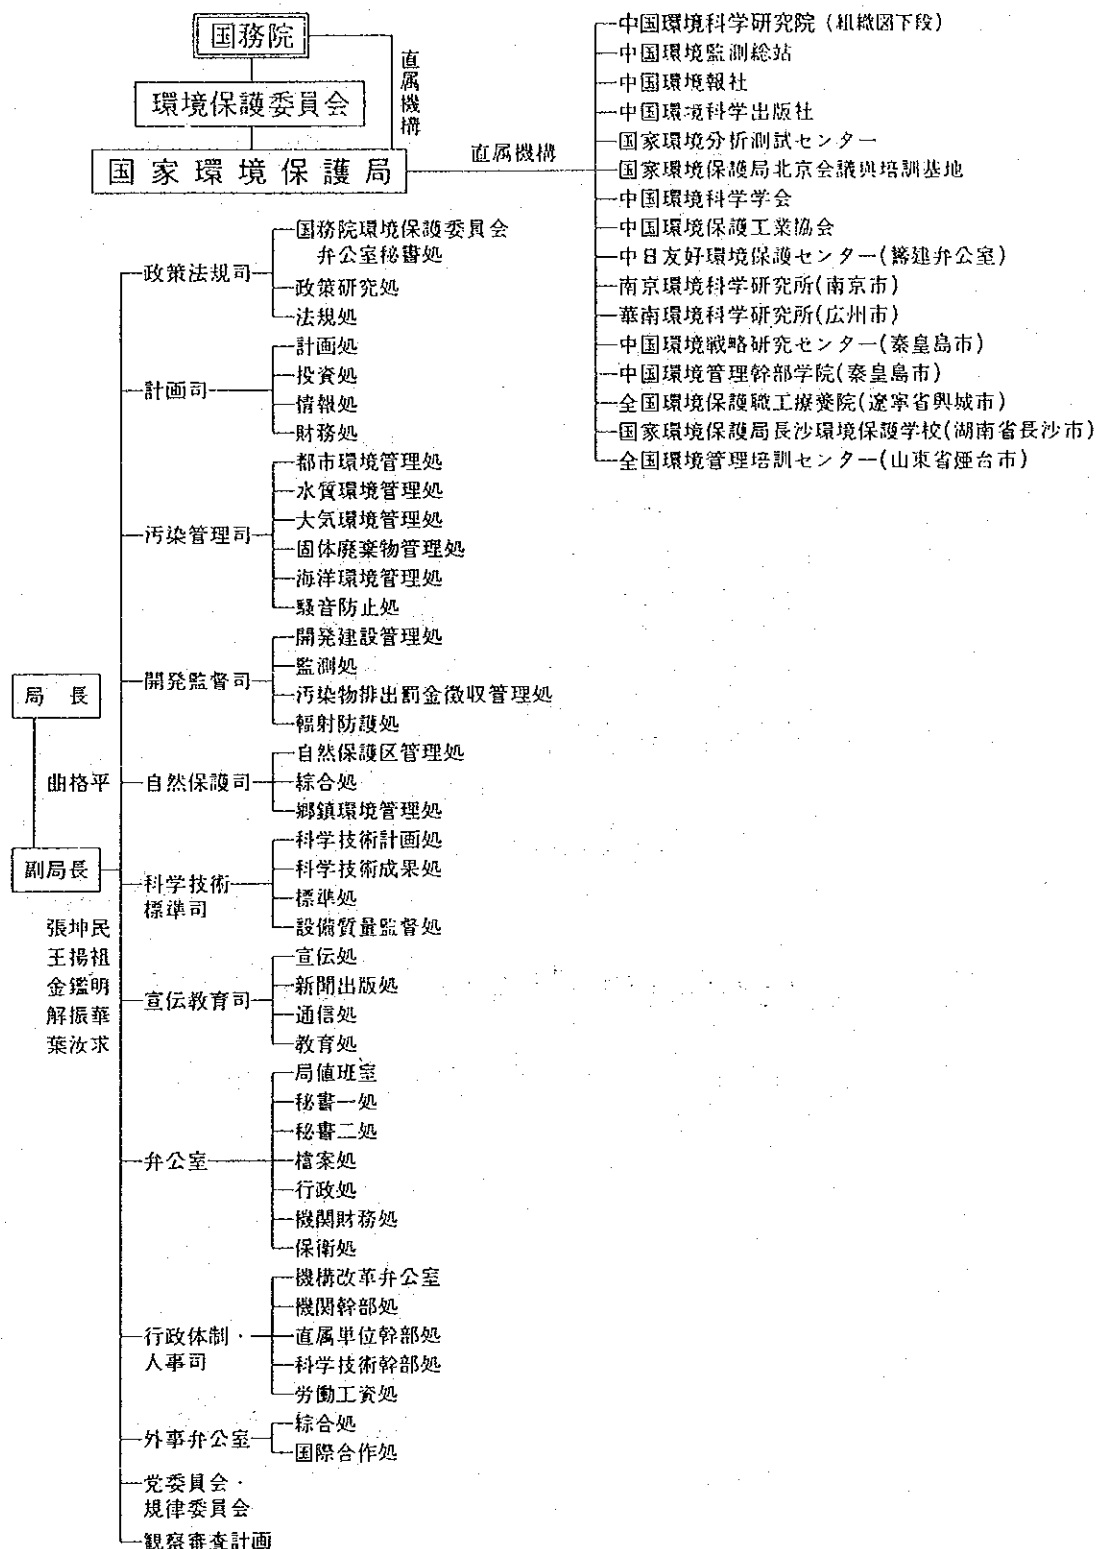 国務院
直属機構
環境保護委員会
国家環境保護局
直属機構
中国環境科学研究院(組織図下段)
中国環境監測総站
中国環境報社
中国環境科学出版社
国家環境分析測試センター
国家環境保護局北京会議與培訓基地
中国環境科学学会
中国環境保護工業協会
中日友好環境保護センター(籌建弁公室)
南京環境科学研究所(南京市)
華南環境科学研究所(広州市)
中国環境戦略研究センター(秦皇島市)
中国環境管理幹部学院(秦皇島市)
全国環境保護職工療養院(遼寧省興城市)
国家環境保護局長沙環境保護学校(湖南省長沙市)
全国環境管理培訓センター(山東省煙台市)
局 長
曲格平
副局長
張坤民
王揚祖
金鑑明
解振華
葉汝求
政策法規司
国務院環境保護委員会
弁公室秘書処
政策研究処
法規処
計画司
計画処
投資処
情報処
財務処
汚染管理司
都市環境管理処
水質環境管理処
大気環境管理処
固体廃棄物管理処
海洋環境管理処
騒音防止処
開発監督司
開発建設管理処
監測処
汚染物排出罰金徴収管理処
輻射防護処
自然保護司
自然保護区管理処
綜合処
郷鎮環境管理処
科学技術
標準司
科学技術計画処
科学技術成果処
標準処
設備質量監督処
宣伝教育司
宣伝処
新聞出版処
通信処
教育処
弁公室
局値班室
秘書一処
秘書二処
檔案処
行政処
機関財務処
保衛処
行政体制・
人事司
機構改革弁公室
機関幹部処
直属単位幹部処
科学技術幹部処
労働工資処
外事弁公室
綜合処
国際合作処
党委員会・
規律委員会
観察審査計画